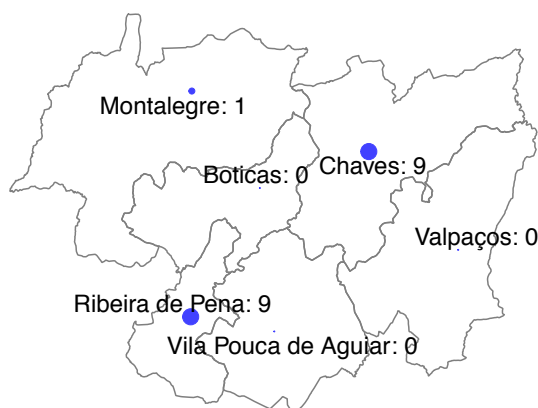 Montalegre: 1
Chaves: 9
Boticas: 0
Valpaços: 0
Ribeira de Pena: 9
Vila Pouca de Aguiar: 0